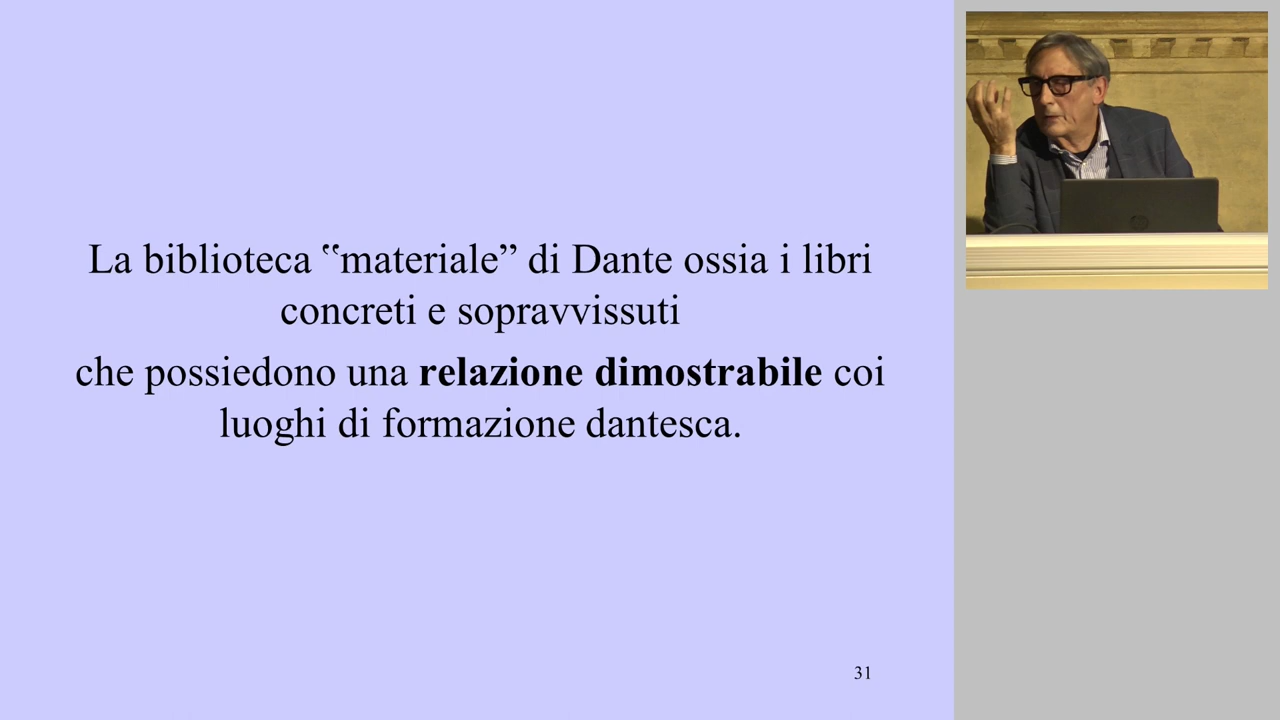 La biblioteca “materiale” di Dante ossia i libri
concreti e sopravvissuti
che possiedono una relazione dimostrabile coi
luoghi di formazione dantesca.
31